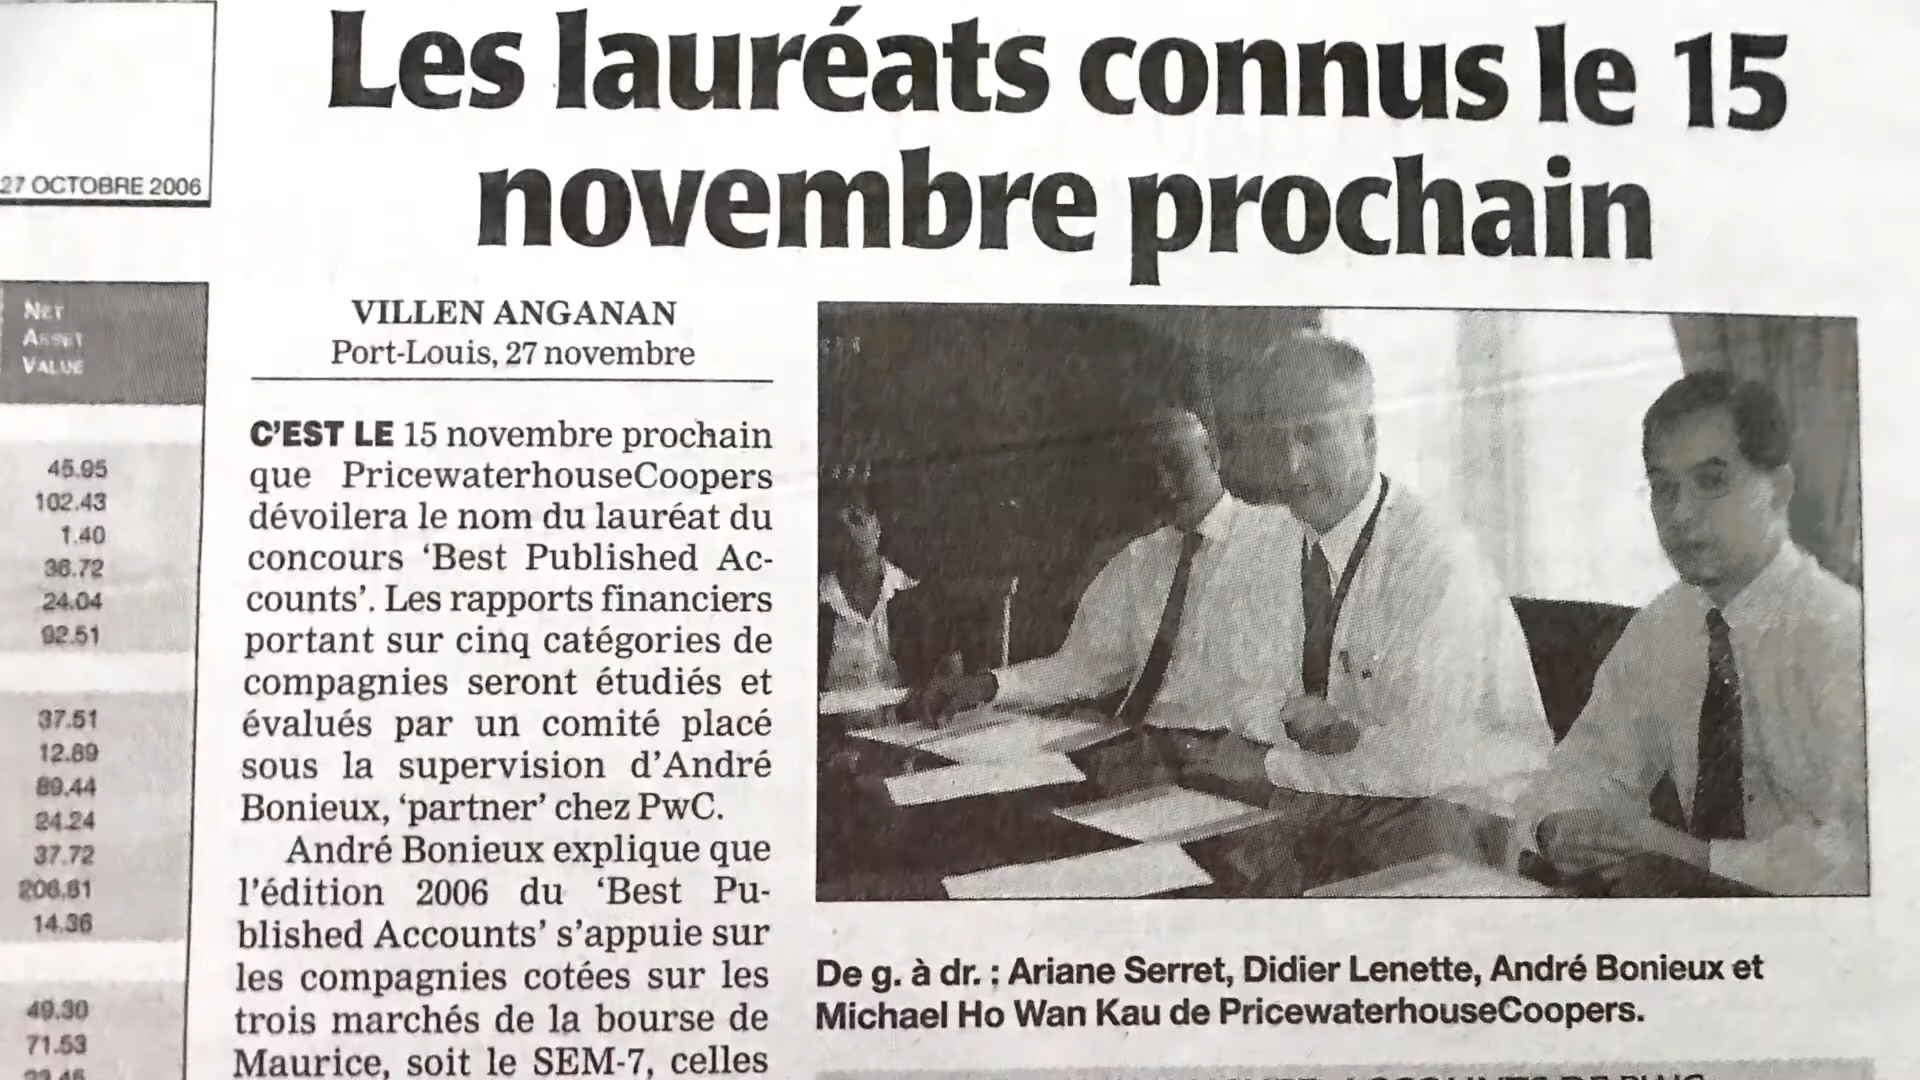 Les lauréats connus le 15
novembre prochain
27 OCTOBRE 2006
NET
ASSET
VALUE
45.95
102.43
1.40
36.72
24.04
92.51
37.51
12.89
89.44
24.24
37.72
206.81
14.36
49.30
71.53
VILLEN ANGANAN
Port-Louis, 27 novembre
C'EST LE 15 novembre prochain
que PricewaterhouseCoopers
dévoilera le nom du lauréat du
concours ‘Best Published Ac-
counts’. Les rapports financiers
portant sur cinq catégories de
compagnies seront étudiés et
évalués par un comité placé
sous la supervision d'André
Bonieux, ‘partner’ chez PwC.
André Bonieux explique que
l'édition 2006 du ‘Best Pu-
blished Accounts’ s'appuie sur
les compagnies cotées sur les
trois marchés de la bourse de
Maurice, soit le SEM-7, celles
De g. à dr. : Ariane Serret, Didier Lenette, André Bonieux et
Michael Ho Wan Kau de PricewaterhouseCoopers.